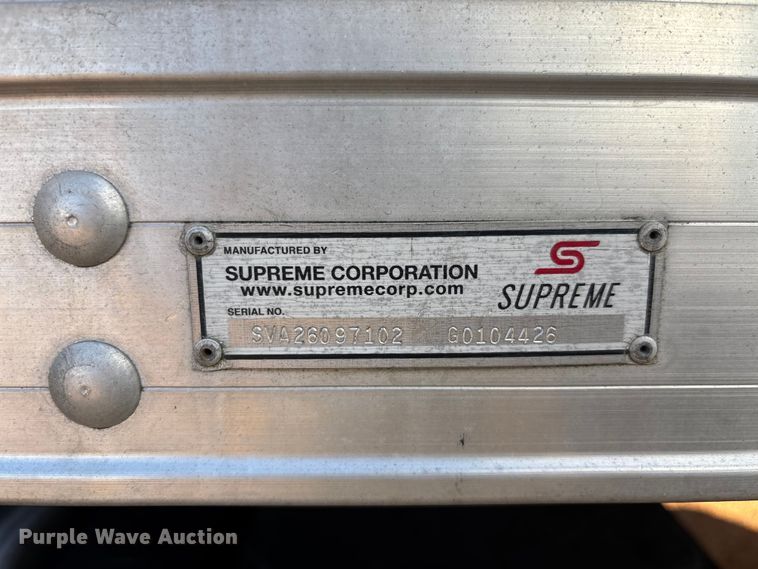 MANUFACTURED BY
SUPREME CORPORATION
www.supremecorp.com
SUPREME
SERIAL NO.
SVA26097102 G0104426
Purple Wave Auction